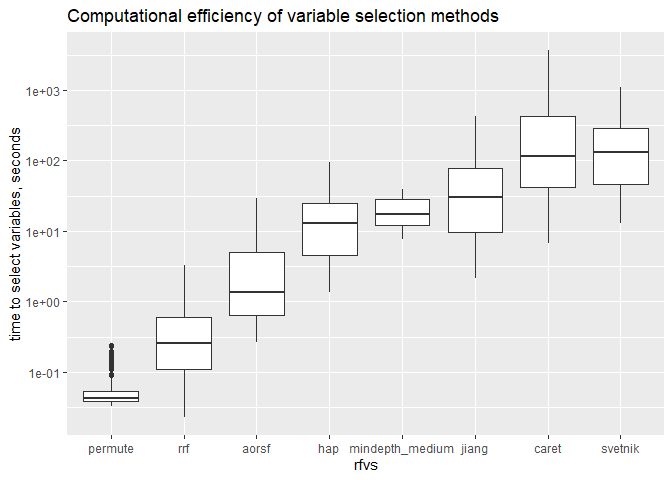 Computational efficiency of variable selection methods
time to select variables, seconds
1e+03
1e+02
1e+01
1e+00
1e-01
permute rrf aorsf hap mindepth_medium jiang caret svetnik
rfvs